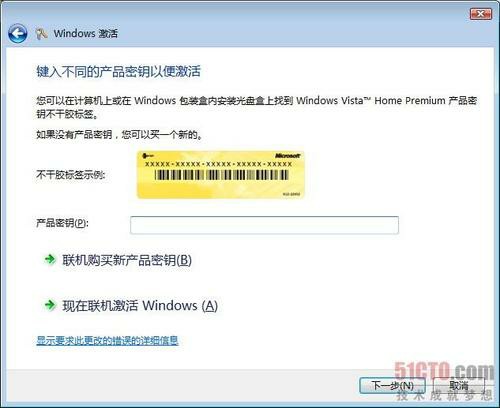 Windows 激活
键入不同的产品密钥以便激活
您可以在计算机上或在 Windows 包装盒内安装光盘盒上找到 Windows Vista™ Home Premium 产品密
钥不干胶标签。
如果没有产品密钥，您可以买一个新的。
Microsoft
XXXXX - XXXXX - XXXXX - XXXXX - XXXXX
不干胶标签示例:
产品密钥(P):
联机购买新产品密钥(B)
现在联机激活 Windows (A)
显示要求此更改的错误的详细信息
51CTO.com
下一步(N) 取消
技术成就梦想